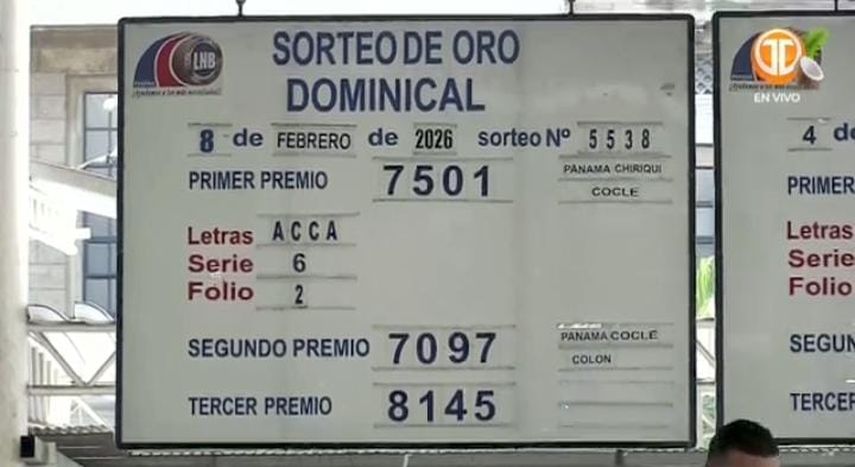 LNB
SORTEO DE ORO
DOMINICAL
8 de FEBRERO de 2026 sorteo Nº 5538
PRIMER PREMIO 7501 PANAMA CHIRIQUI
COCLE
Letras ACCA
Serie 6
Folio 2
SEGUNDO PREMIO 7097 PANAMA COCLÉ
COLON
TERCER PREMIO 8145
EN VIVO
4 de
PRIMER
Letras
Serie
Folio
SEGUN
TERCER